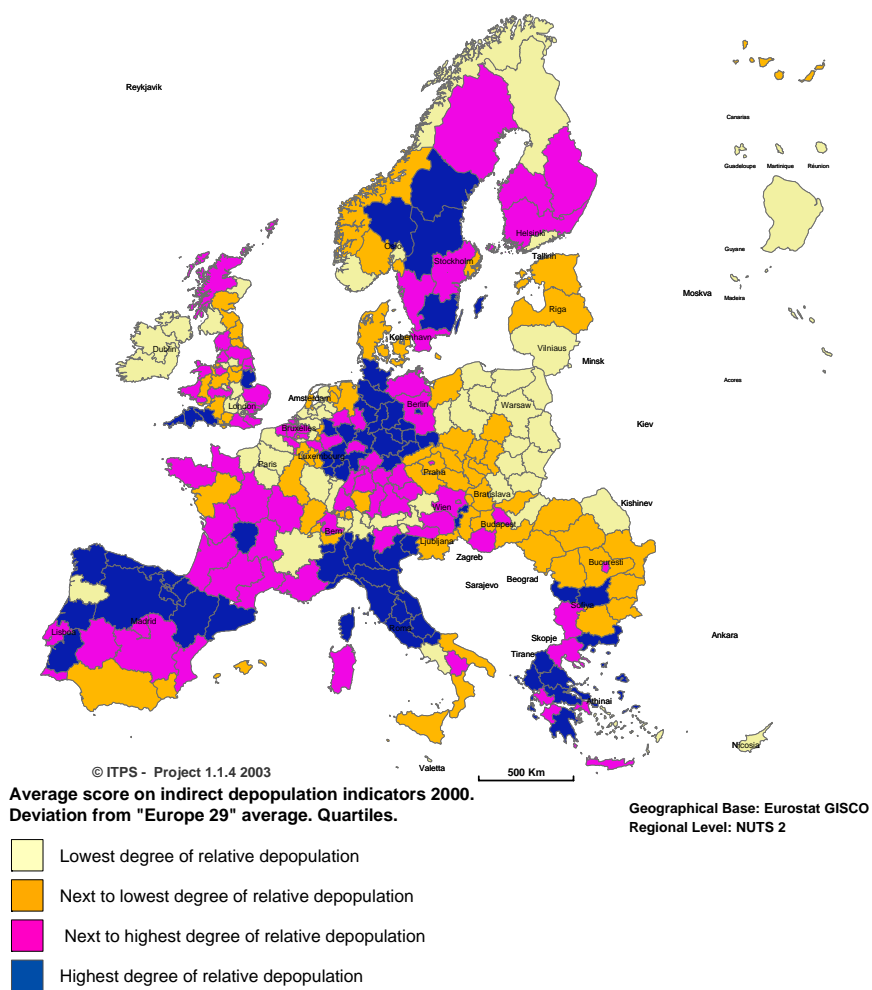 Reykjavik
Canarias
Guadeloupe Martinique Réunion
Helsinki
Oslo
Guyane
Stockholm
Tallinn
Moskva
Madeira
Riga
København
Dublin
Vilnius
Minsk
Acores
Amsterdam
Berlin
Warsaw
London
Bruxelles
Kiev
Luxembourg
Paris
Praha
Bratislava
Kishinev
Wien
Budapest
Bern
Ljubljana
Zagreb
Bucuresti
Sarajevo
Beograd
Madrid
Sofiya
Lisboa
Roma
Skopje
Ankara
Tirane
Athinai
Nicosia
Valetta
© ITPS - Project 1.1.4 2003
500 Km
Average score on indirect depopulation indicators 2000.
Deviation from "Europe 29" average. Quartiles.
Geographical Base: Eurostat GISCO
Regional Level: NUTS 2
Lowest degree of relative depopulation
Next to lowest degree of relative depopulation
Next to highest degree of relative depopulation
Highest degree of relative depopulation